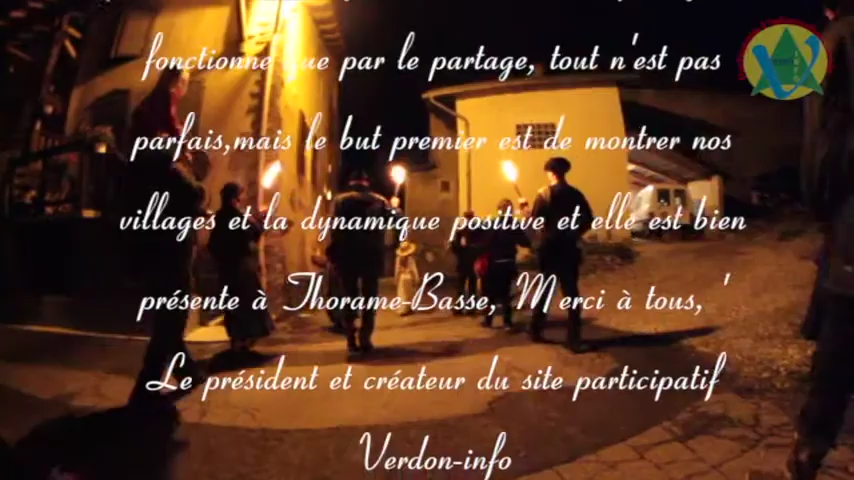 fonctionne que par le partage, tout n'est pas
parfais,mais le but premier est de montrer nos
villages et la dynamique positive et elle est bien
présente à Thorame-Basse, Merci à tous, '
Le président et créateur du site participatif
Verdon-info